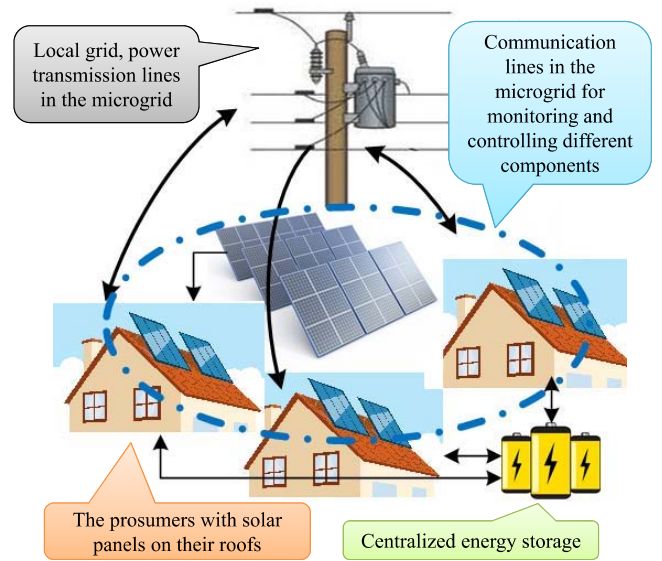 Local grid, power
transmission lines
in the microgrid
Communication
lines in the
microgrid for
monitoring and
controlling different
components
The prosumers with solar
panels on their roofs
Centralized energy storage